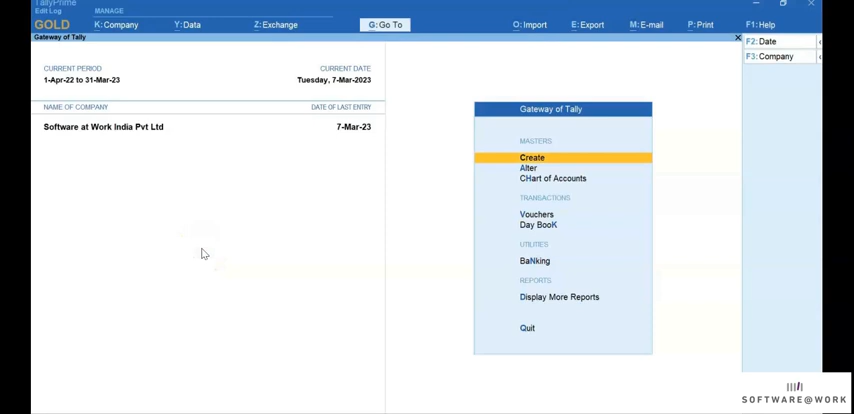 TallyPrime
Edit Log
GOLD
MANAGE
K: Company
Y: Data
Z: Exchange
G: Go To
O: Import
E: Export
M: E-mail
P: Print
F1: Help
Gateway of Tally
F2: Date
F3: Company
CURRENT PERIOD
CURRENT DATE
1-Apr-22 to 31-Mar-23
Tuesday, 7-Mar-2023
NAME OF COMPANY
DATE OF LAST ENTRY
Software at Work India Pvt Ltd
7-Mar-23
Gateway of Tally
MASTERS
Create
Alter
CHart of Accounts
TRANSACTIONS
Vouchers
Day BooK
UTILITIES
BaNking
REPORTS
Display More Reports
Quit
SOFTWARE@WORK